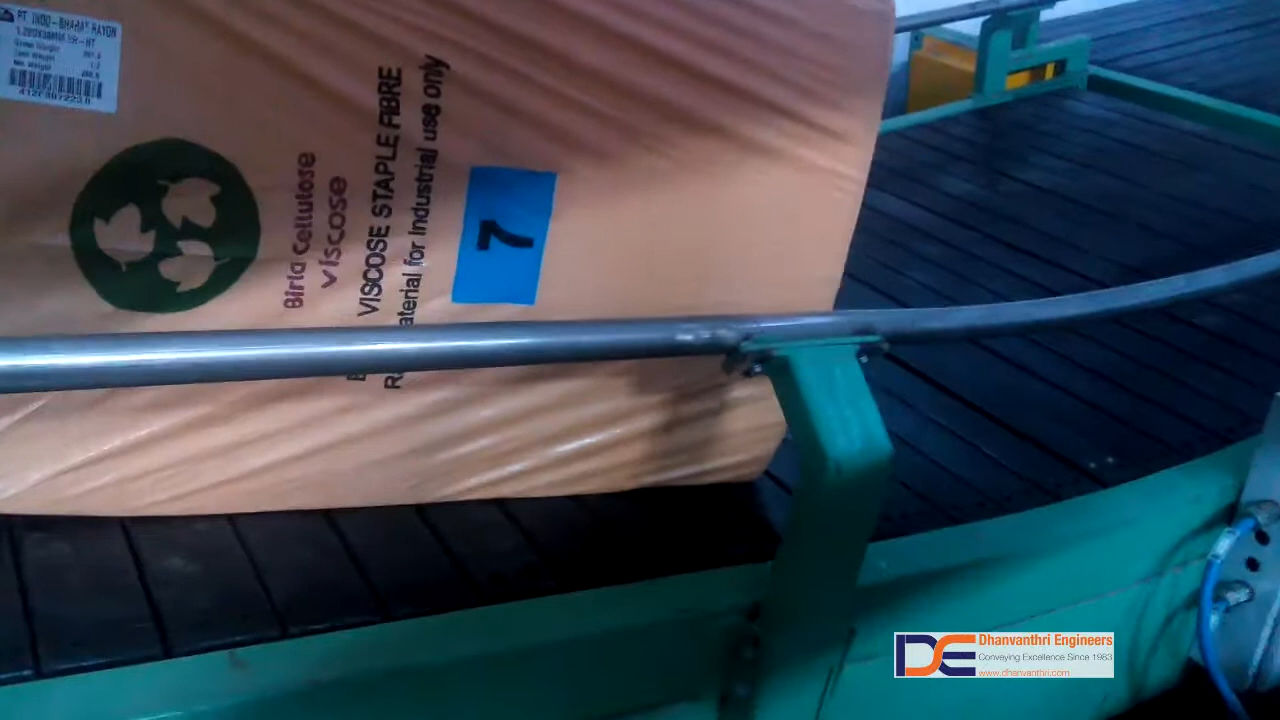 PT INDO-BHARAT RAYON
Birla Cellulose
Viscose
VISCOSE STAPLE FIBRE
Material for Industrial use only
7
DE
Dhanvanthri Engineers
Conveying Excellence Since 1963
www.dhanvanthri.com